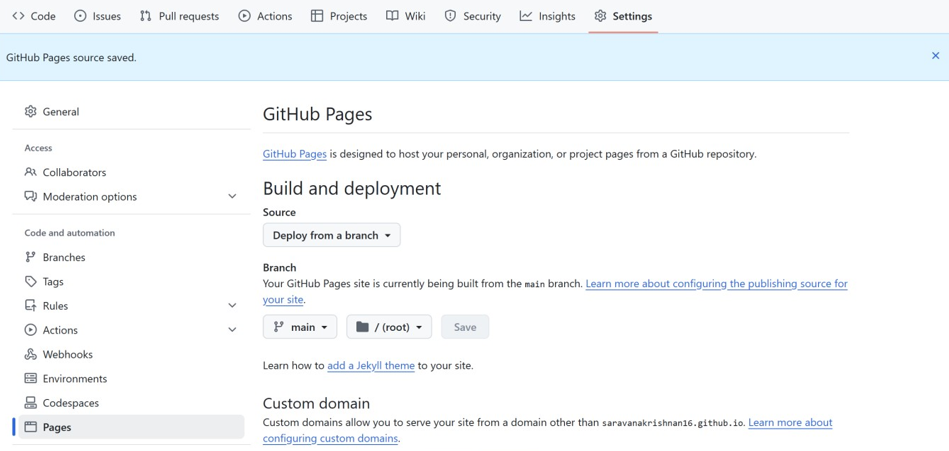 Code Issues Pull requests Actions Projects Wiki Security Insights Settings
GitHub Pages source saved.
General
Access
Collaborators
Moderation options
Code and automation
Branches
Tags
Rules
Actions
Webhooks
Environments
Codespaces
Pages
GitHub Pages
GitHub Pages is designed to host your personal, organization, or project pages from a GitHub repository.
Build and deployment
Source
Deploy from a branch
Branch
Your GitHub Pages site is currently being built from the main branch. Learn more about configuring the publishing source for
your site.
main / (root) Save
Learn how to add a Jekyll theme to your site.
Custom domain
Custom domains allow you to serve your site from a domain other than saravanakrishnan16.github.io. Learn more about
configuring custom domains.